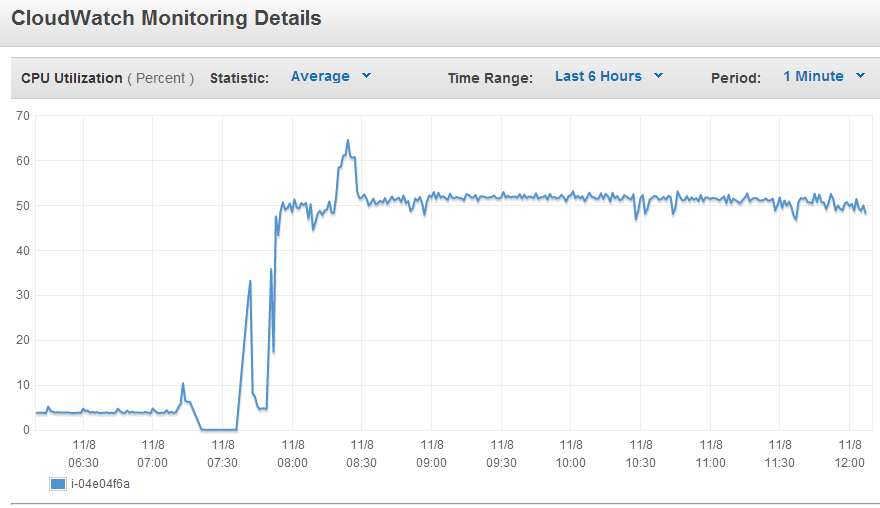 CloudWatch Monitoring Details
CPU Utilization ( Percent ) Statistic: Average Time Range: Last 6 Hours Period: 1 Minute
70
60
50
40
30
20
10
0
11/8 11/8 11/8 11/8 11/8 11/8 11/8 11/8 11/8 11/8 11/8 11/8
06:30 07:00 07:30 08:00 08:30 09:00 09:30 10:00 10:30 11:00 11:30 12:00
i-04e04f6a